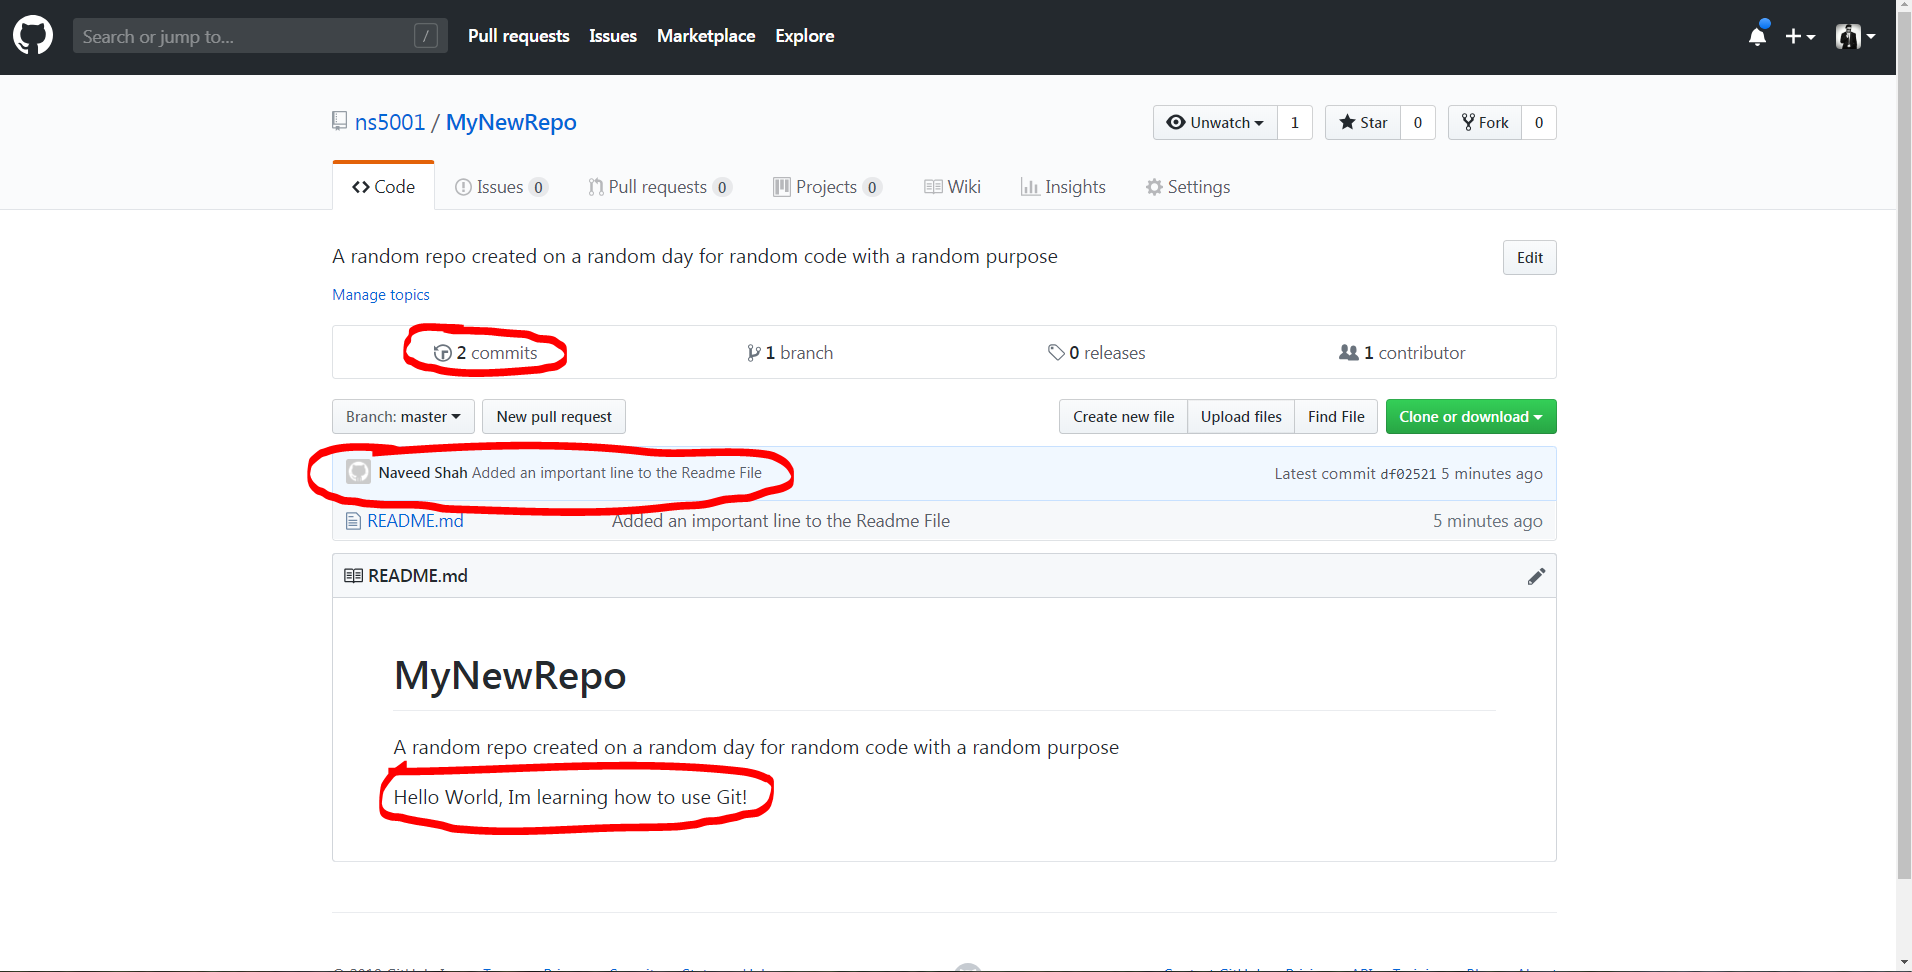 Search or jump to... / Pull requests Issues Marketplace Explore
ns5001 / MyNewRepo Unwatch 1 Star 0 Fork 0
Code Issues 0 Pull requests 0 Projects 0 Wiki Insights Settings
A random repo created on a random day for random code with a random purpose Edit
Manage topics
2 commits 1 branch 0 releases 1 contributor
Branch: master New pull request Create new file Upload files Find File Clone or download
Naveed Shah Added an important line to the Readme File Latest commit df02521 5 minutes ago
README.md Added an important line to the Readme File 5 minutes ago
README.md
MyNewRepo
A random repo created on a random day for random code with a random purpose
Hello World, Im learning how to use Git!